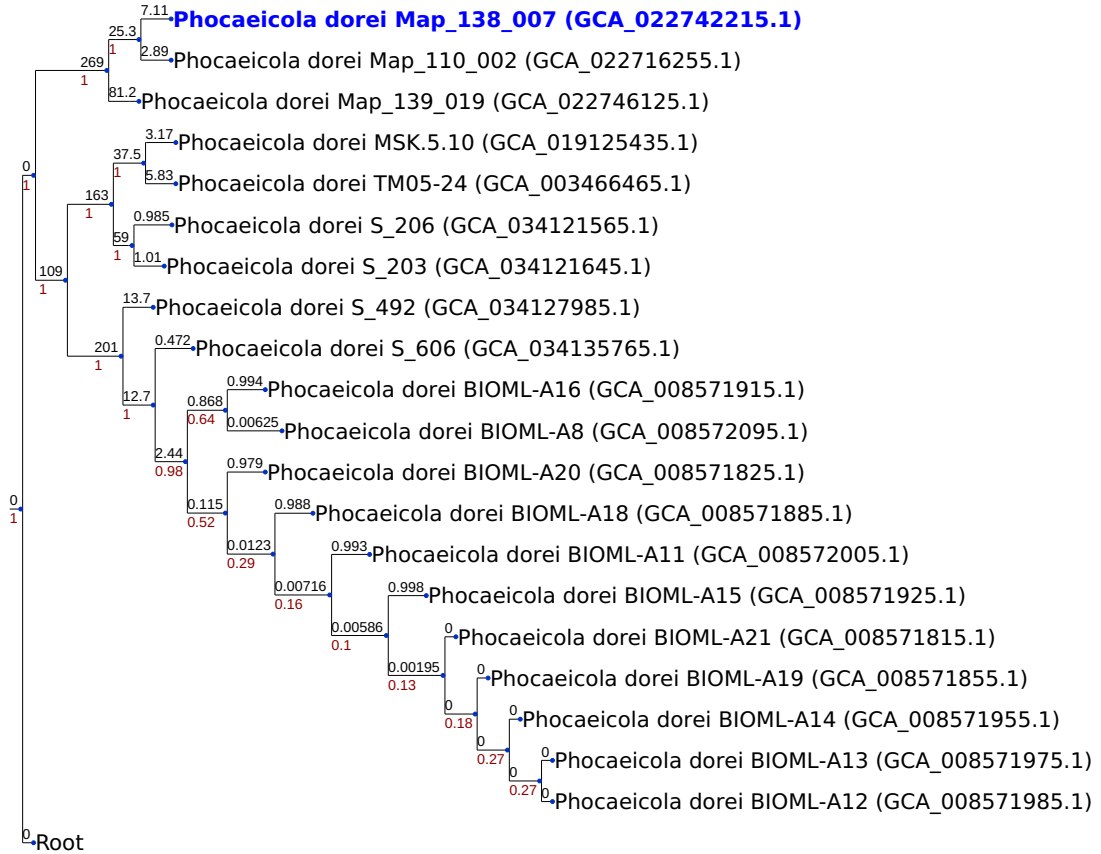 7.11
Phocaeicola dorei Map_138_007 (GCA_022742215.1)
25.3
1
2.89
Phocaeicola dorei Map_110_002 (GCA_022716255.1)
269
1
81.2
Phocaeicola dorei Map_139_019 (GCA_022746125.1)
3.17
Phocaeicola dorei MSK.5.10 (GCA_019125435.1)
37.5
1
0
1
5.83
Phocaeicola dorei TM05-24 (GCA_003466465.1)
163
1
0.985
Phocaeicola dorei S_206 (GCA_034121565.1)
59
1
1.01
Phocaeicola dorei S_203 (GCA_034121645.1)
109
1
13.7
Phocaeicola dorei S_492 (GCA_034127985.1)
201
1
0.472
Phocaeicola dorei S_606 (GCA_034135765.1)
0.994
Phocaeicola dorei BIOML-A16 (GCA_008571915.1)
12.7
1
0.868
0.64
0.00625
Phocaeicola dorei BIOML-A8 (GCA_008572095.1)
2.44
0.98
0.979
Phocaeicola dorei BIOML-A20 (GCA_008571825.1)
0
1
0.115
0.52
0.988
Phocaeicola dorei BIOML-A18 (GCA_008571885.1)
0.0123
0.29
0.993
Phocaeicola dorei BIOML-A11 (GCA_008572005.1)
0.00716
0.16
0.998
Phocaeicola dorei BIOML-A15 (GCA_008571925.1)
0.00586
0.1
0
Phocaeicola dorei BIOML-A21 (GCA_008571815.1)
0.00195
0.13
0
Phocaeicola dorei BIOML-A19 (GCA_008571855.1)
0
0.18
0
Phocaeicola dorei BIOML-A14 (GCA_008571955.1)
0
0.27
0
Phocaeicola dorei BIOML-A13 (GCA_008571975.1)
0
0.27
0
Phocaeicola dorei BIOML-A12 (GCA_008571985.1)
0
Root